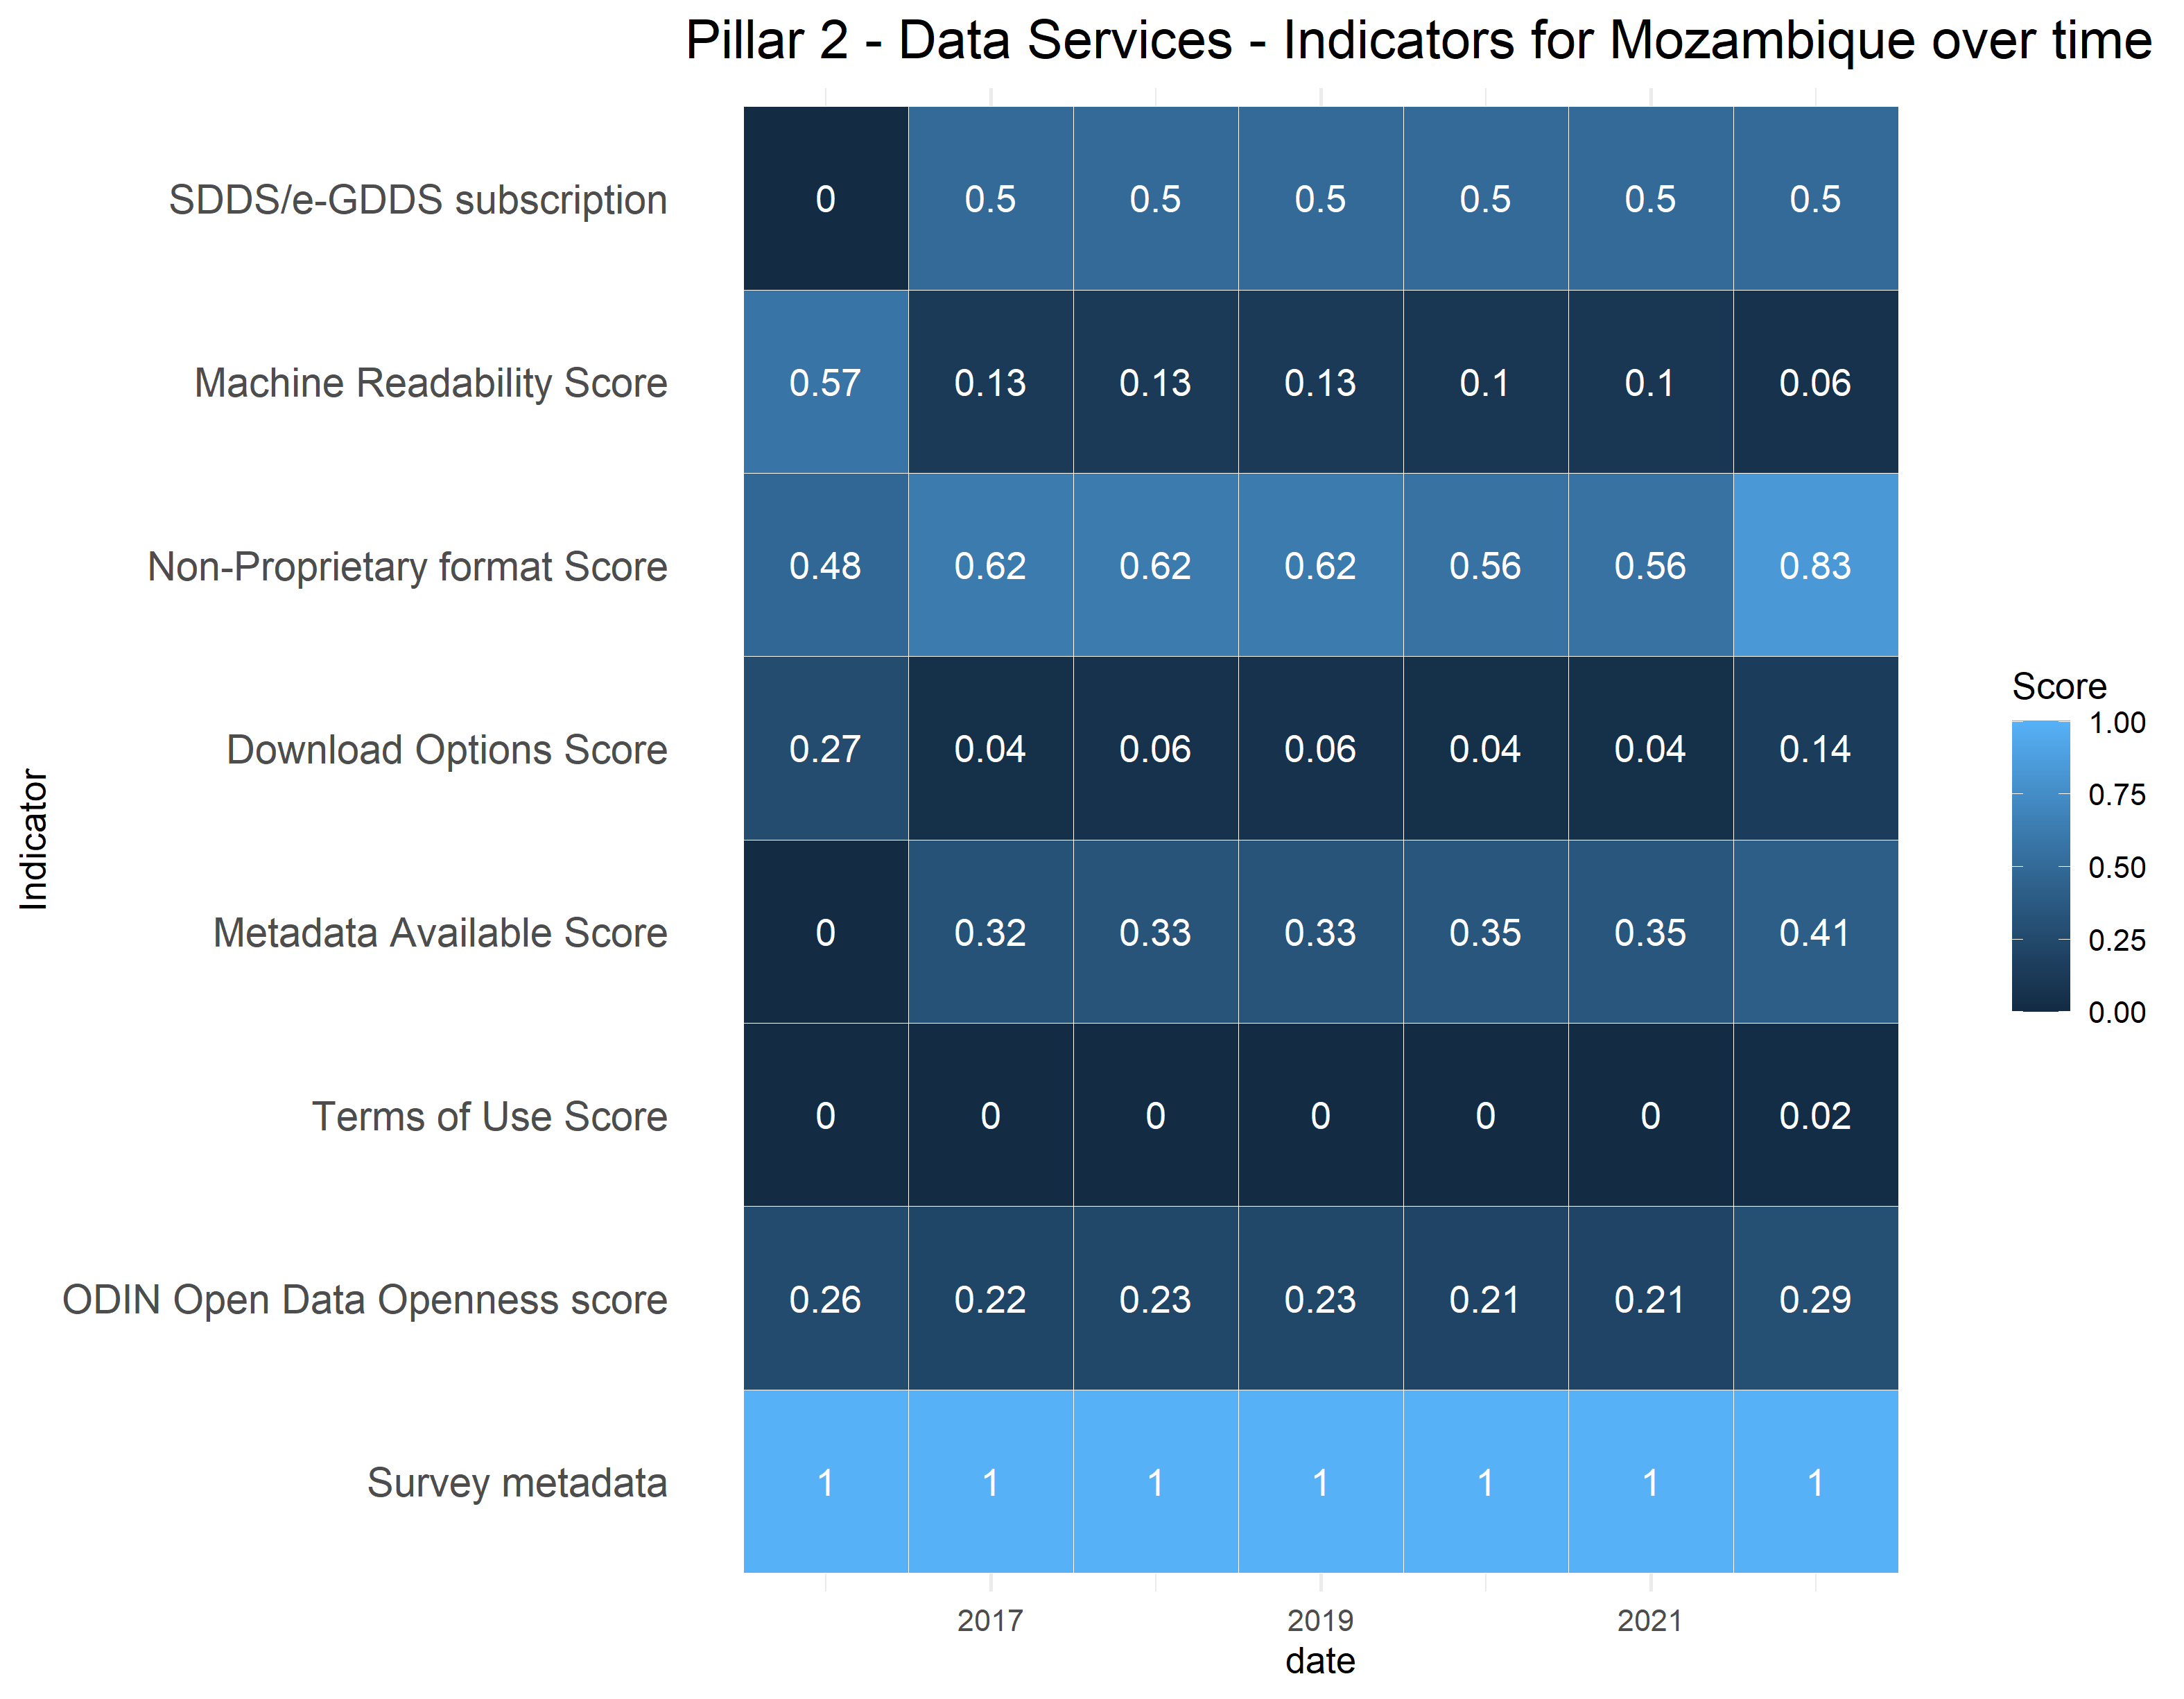 Pillar 2 - Data Services - Indicators for Mozambique over time
Indicator
SDDS/e-GDDS subscription 0 0.5 0.5 0.5 0.5 0.5 0.5
Machine Readability Score 0.57 0.13 0.13 0.13 0.1 0.1 0.06
Non-Proprietary format Score 0.48 0.62 0.62 0.62 0.56 0.56 0.83
Download Options Score 0.27 0.04 0.06 0.06 0.04 0.04 0.14
Metadata Available Score 0 0.32 0.33 0.33 0.35 0.35 0.41
Terms of Use Score 0 0 0 0 0 0 0.02
ODIN Open Data Openness score 0.26 0.22 0.23 0.23 0.21 0.21 0.29
Survey metadata 1 1 1 1 1 1 1
2017 2019 2021
date
Score
1.00
0.75
0.50
0.25
0.00